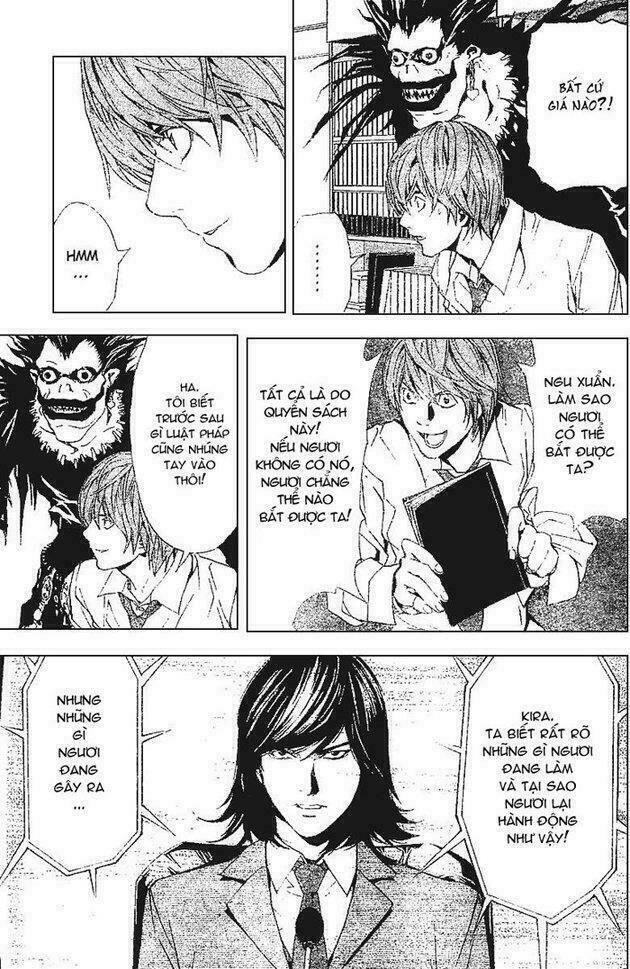 BẤT CỨ
GIÁ NÀO?!
......
HMM
...
NGU XUẨN.
LÀM SAO
NGƯƠI
CÓ THỂ
BẮT ĐƯỢC
TA?
TẤT CẢ LÀ DO
QUYỂN SÁCH
NÀY!
NẾU NGƯƠI
KHÔNG CÓ NÓ,
NGƯƠI CHẲNG
THỂ NÀO
BẮT ĐƯỢC TA!
HA,
TÔI BIẾT
TRƯỚC SAU
GÌ LUẬT PHÁP
CŨNG NHÚNG
TAY VÀO
THÔI!
KIRA,
TA BIẾT RẤT RÕ
NHỮNG GÌ NGƯƠI
ĐANG LÀM
VÀ TẠI SAO
NGƯƠI LẠI
HÀNH ĐỘNG
NHƯ VẬY!
NHƯNG
NHỮNG
GÌ
NGƯƠI
ĐANG
GÂY RA
...